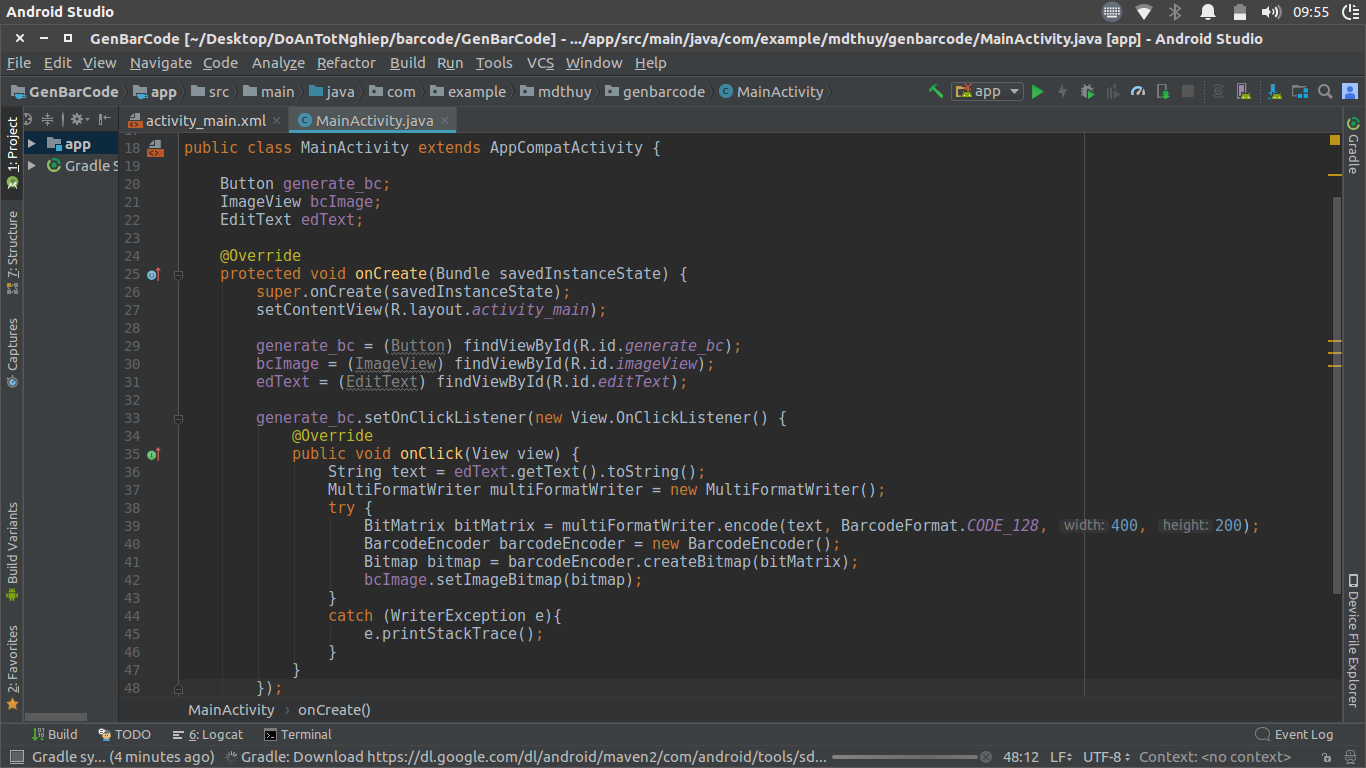 Android Studio
09:55
GenBarCode [~/Desktop/DoAnTotNghiep/barcode/GenBarCode] - .../app/src/main/java/com/example/mdthuy/genbarcode/MainActivity.java [app] - Android Studio
File Edit View Navigate Code Analyze Refactor Build Run Tools VCS Window Help
GenBarCode app src main java com example mdthuy genbarcode MainActivity app
activity_main.xml MainActivity.java
1: Project
7: Structure
Captures
Build Variants
2: Favorites
app
Gradle S
18 public class MainActivity extends AppCompatActivity {
19
20 Button generate_bc;
21 ImageView bcImage;
22 EditText edText;
23
24 @Override
25 protected void onCreate(Bundle savedInstanceState) {
26 super.onCreate(savedInstanceState);
27 setContentView(R.layout.activity_main);
28
29 generate_bc = (Button) findViewById(R.id.generate_bc);
30 bcImage = (ImageView) findViewById(R.id.imageView);
31 edText = (EditText) findViewById(R.id.editText);
32
33 generate_bc.setOnClickListener(new View.OnClickListener() {
34 @Override
35 public void onClick(View view) {
36 String text = edText.getText().toString();
37 MultiFormatWriter multiFormatWriter = new MultiFormatWriter();
38 try {
39 BitMatrix bitMatrix = multiFormatWriter.encode(text, BarcodeFormat.CODE_128, width: 400, height: 200);
40 BarcodeEncoder barcodeEncoder = new BarcodeEncoder();
41 Bitmap bitmap = barcodeEncoder.createBitmap(bitMatrix);
42 bcImage.setImageBitmap(bitmap);
43 }
44 catch (WriterException e){
45 e.printStackTrace();
46 }
47 }
48 });
Gradle
Device File Explorer
MainActivity › onCreate()
Build TODO 6: Logcat Terminal Event Log
Gradle sy... (4 minutes ago) Gradle: Download https://dl.google.com/dl/android/maven2/com/android/tools/sd... 48:12 LF÷ UTF-8÷ Context: <no context>